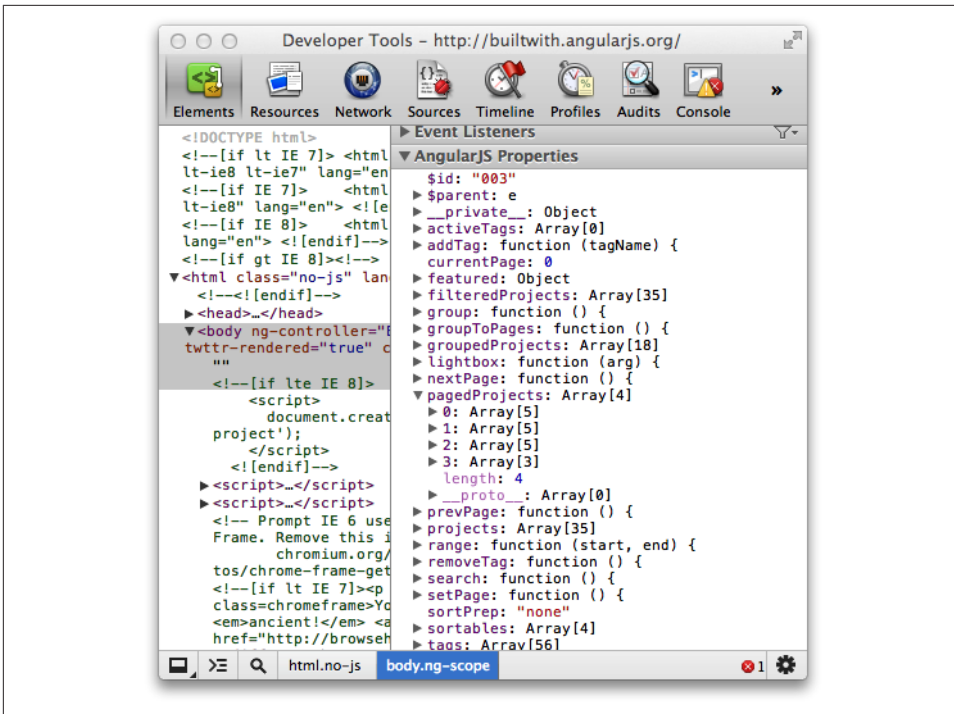 Developer Tools – http://builtwith.angularjs.org/
Elements Resources Network Sources Timeline Profiles Audits Console »
<!DOCTYPE html>
<!--[if lt IE 7]> <html
lt-ie8 lt-ie7" lang="en
<!--[if IE 7]> <html
lt-ie8" lang="en"> <![e
<!--[if IE 8]> <html
lang="en"> <![endif]-->
<!--[if gt IE 8]><!-->
▼<html class="no-js" lan
<!--<![endif]-->
▶<head>…</head>
▼<body ng-controller="B
twttr-rendered="true" c
""
<!--[if lte IE 8]>
<script>
document.creat
project');
</script>
<![endif]-->
▶<script>…</script>
▶<script>…</script>
<!-- Prompt IE 6 use
Frame. Remove this i
chromium.org/
tos/chrome-frame-get
<!--[if lt IE 7]><p
class=chromeframe>Yo
<em>ancient!</em> <a
href="http://browseh
▶Event Listeners
▼AngularJS Properties
$id: "003"
▶$parent: e
▶__private__: Object
▶activeTags: Array[0]
▶addTag: function (tagName) {
currentPage: 0
▶featured: Object
▶filteredProjects: Array[35]
▶group: function () {
▶groupToPages: function () {
▶groupedProjects: Array[18]
▶lightbox: function (arg) {
▶nextPage: function () {
▼pagedProjects: Array[4]
▶0: Array[5]
▶1: Array[5]
▶2: Array[5]
▶3: Array[3]
length: 4
▶__proto__: Array[0]
▶prevPage: function () {
▶projects: Array[35]
▶range: function (start, end) {
▶removeTag: function () {
▶search: function () {
▶setPage: function () {
sortPrep: "none"
▶sortables: Array[4]
▶tags: Array[56]
html.no-js body.ng-scope 1